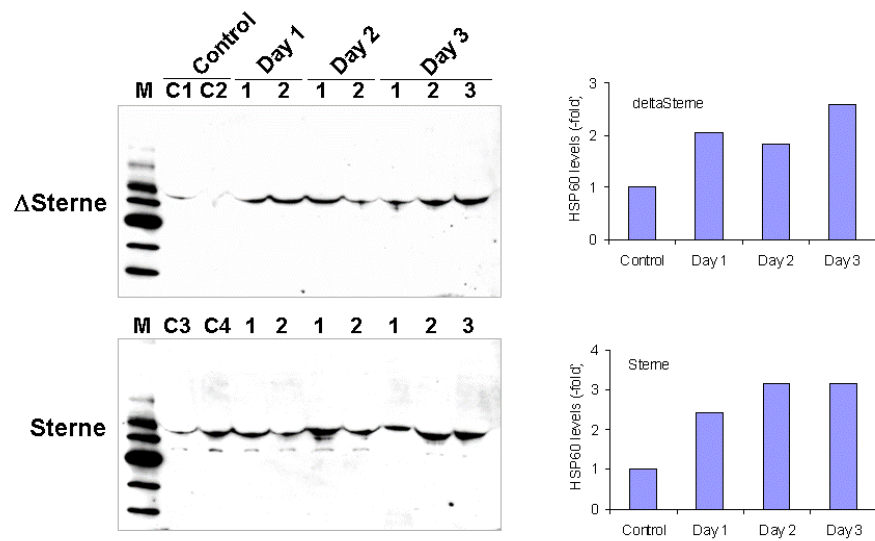 Control Day 1 Day 2 Day 3
M C1 C2 1 2 1 2 1 2 3
ΔSterne
M C3 C4 1 2 1 2 1 2 3
Sterne
3
2
1
0
HSP60 levels (-fold;
deltaSterne
Control Day 1 Day 2 Day 3
4
3
2
1
0
HSP60 levels (-fold;
Sterne
Control Day 1 Day 2 Day 3